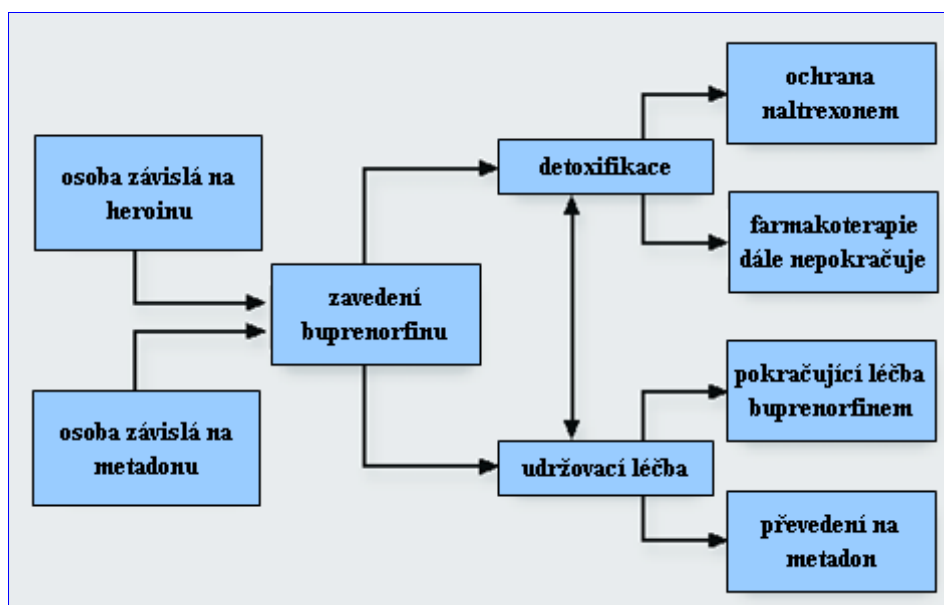 osoba závislá na
heroinu
osoba závislá na
metadonu
zavedení
buprenorfinu
detoxifikace
udržovací léčba
ochrana
naltrexonem
farmakoterapie
dále nepokračuje
pokračující léčba
buprenorfinem
převedení na
metadon